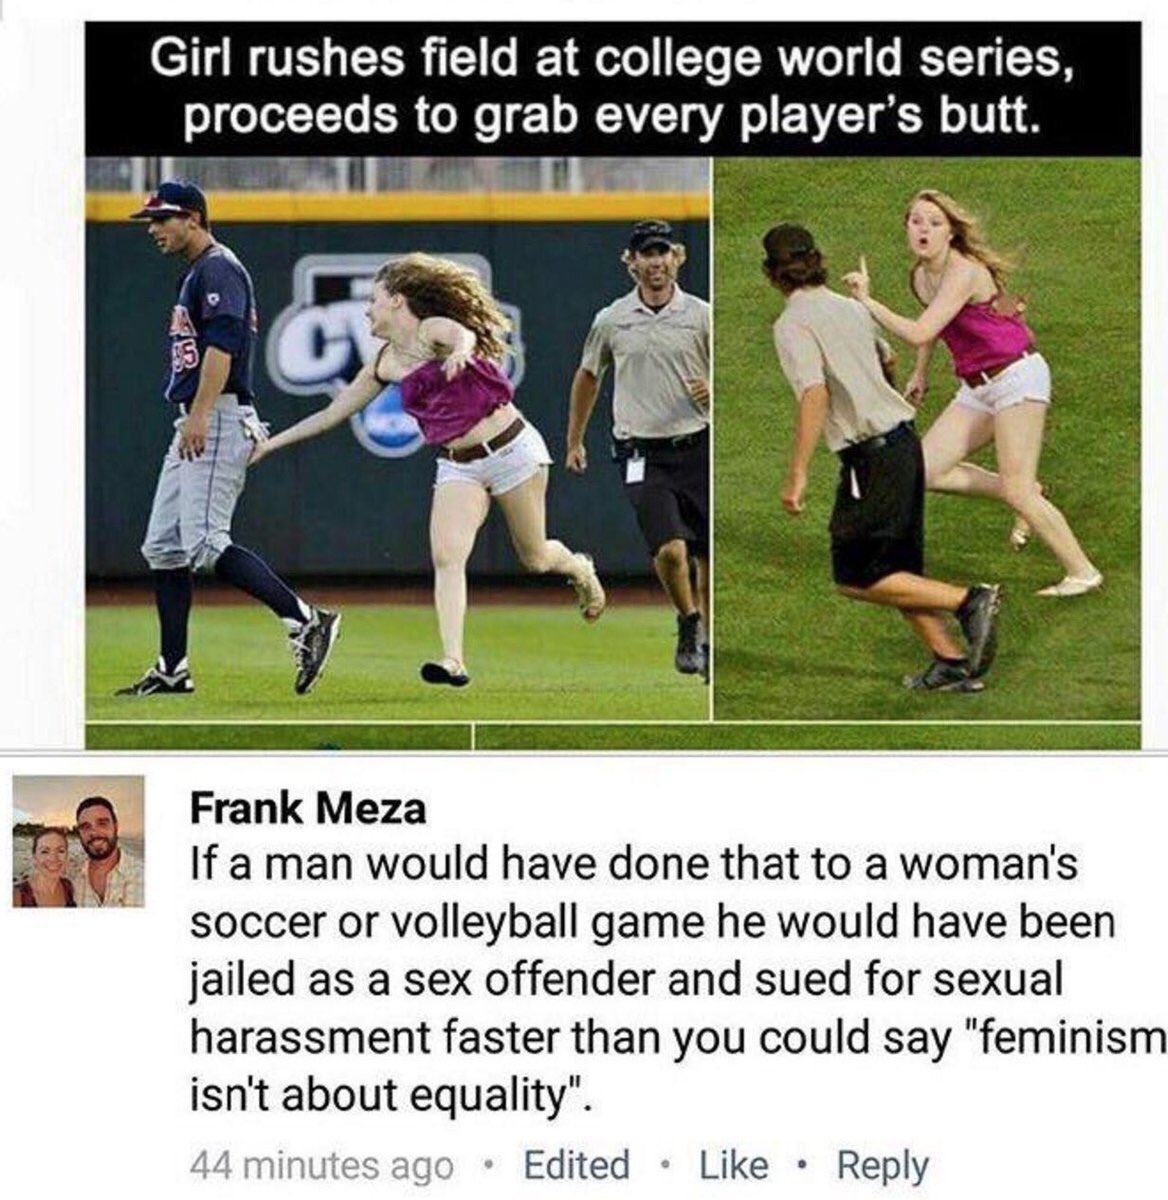 Girl rushes field at college world series,
proceeds to grab every player's butt.
35
Frank Meza
If a man would have done that to a woman's
soccer or volleyball game he would have been
jailed as a sex offender and sued for sexual
harassment faster than you could say "feminism
isn't about equality".
44 minutes ago • Edited • Like • Reply